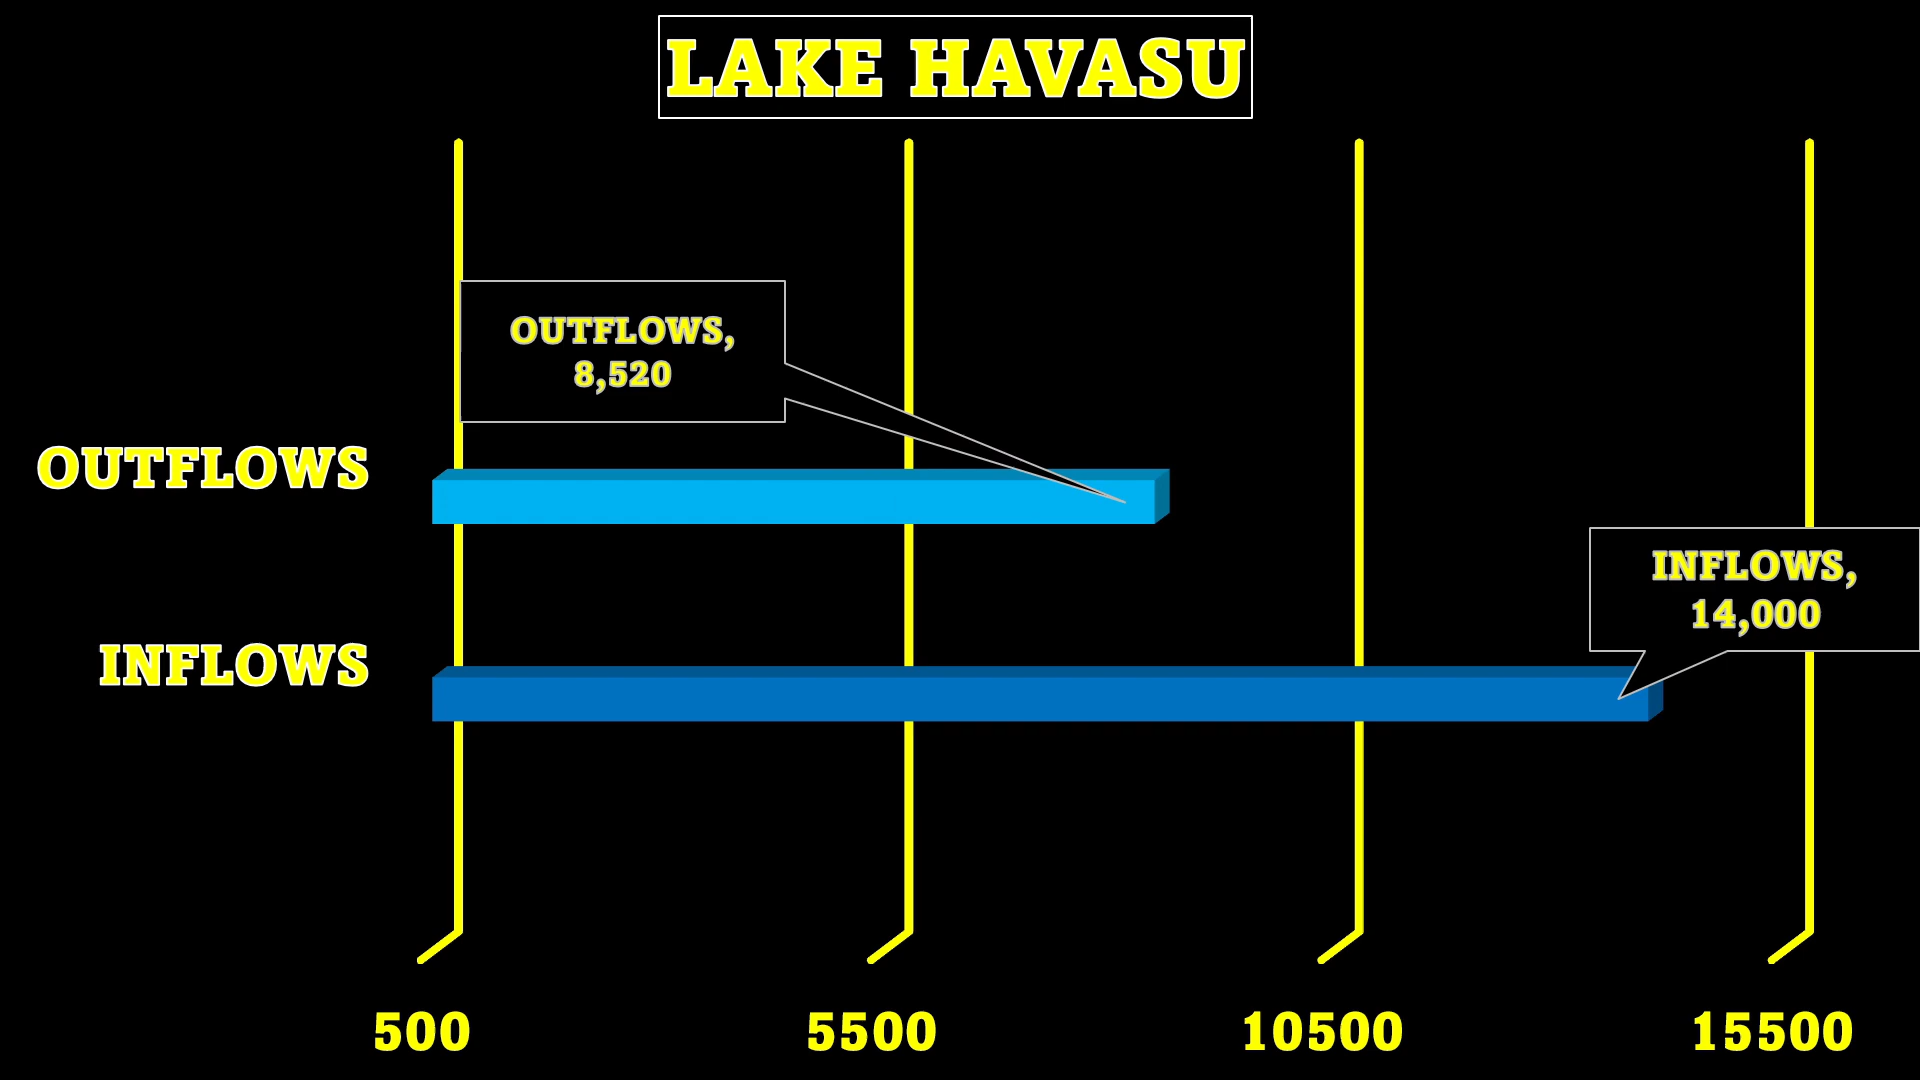 LAKE HAVASU
OUTFLOWS,
8,520
OUTFLOWS
INFLOWS,
14,000
INFLOWS
500
5500
10500
15500